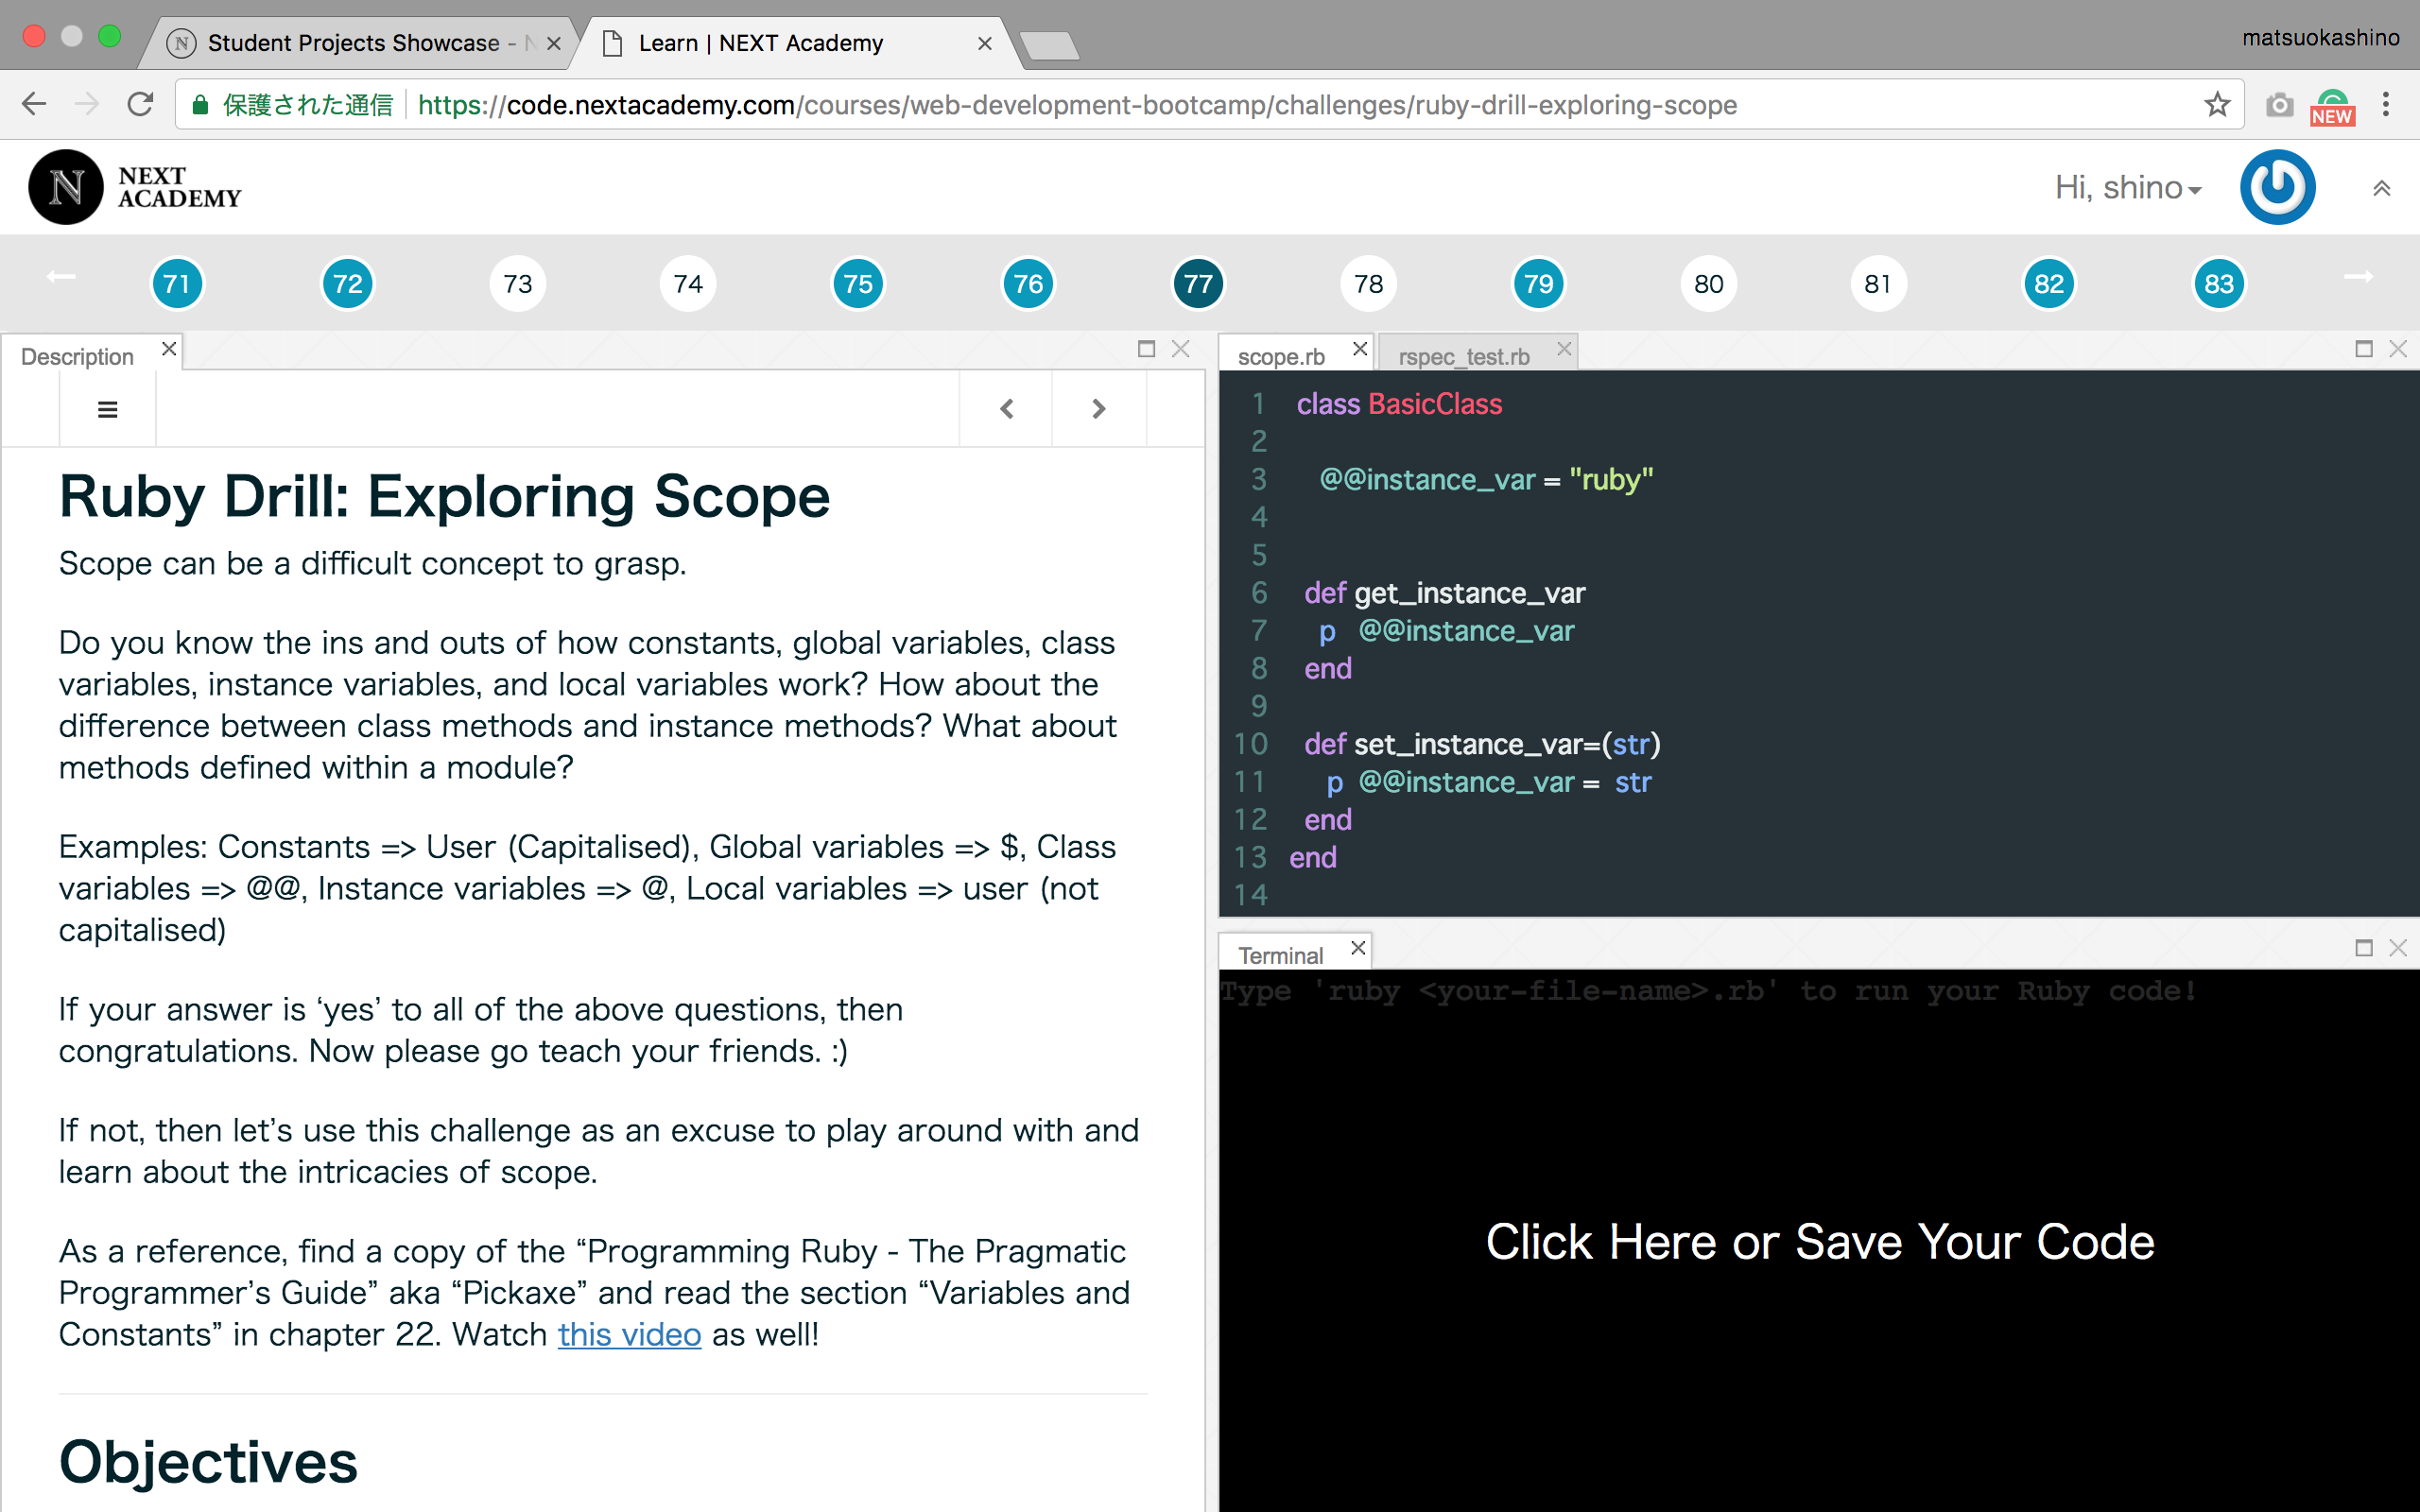 Student Projects Showcase - N
Learn | NEXT Academy
matsuokashino
保護された通信
https://code.nextacademy.com/courses/web-development-bootcamp/challenges/ruby-drill-exploring-scope
NEW
N
NEXT
ACADEMY
Hi, shino
71 72 73 74 75 76 77 78 79 80 81 82 83
Description
Ruby Drill: Exploring Scope
Scope can be a difficult concept to grasp.
Do you know the ins and outs of how constants, global variables, class
variables, instance variables, and local variables work? How about the
difference between class methods and instance methods? What about
methods defined within a module?
Examples: Constants => User (Capitalised), Global variables => $, Class
variables => @@, Instance variables => @, Local variables => user (not
capitalised)
If your answer is ‘yes’ to all of the above questions, then
congratulations. Now please go teach your friends. :)
If not, then let’s use this challenge as an excuse to play around with and
learn about the intricacies of scope.
As a reference, find a copy of the “Programming Ruby - The Pragmatic
Programmer’s Guide” aka “Pickaxe” and read the section “Variables and
Constants” in chapter 22. Watch this video as well!
Objectives
scope.rb
rspec_test.rb
1 class BasicClass
2
3 @@instance_var = "ruby"
4
5
6 def get_instance_var
7 p @@instance_var
8 end
9
10 def set_instance_var=(str)
11 p @@instance_var = str
12 end
13 end
14
Terminal
Type 'ruby <your-file-name>.rb' to run your Ruby code!
Click Here or Save Your Code